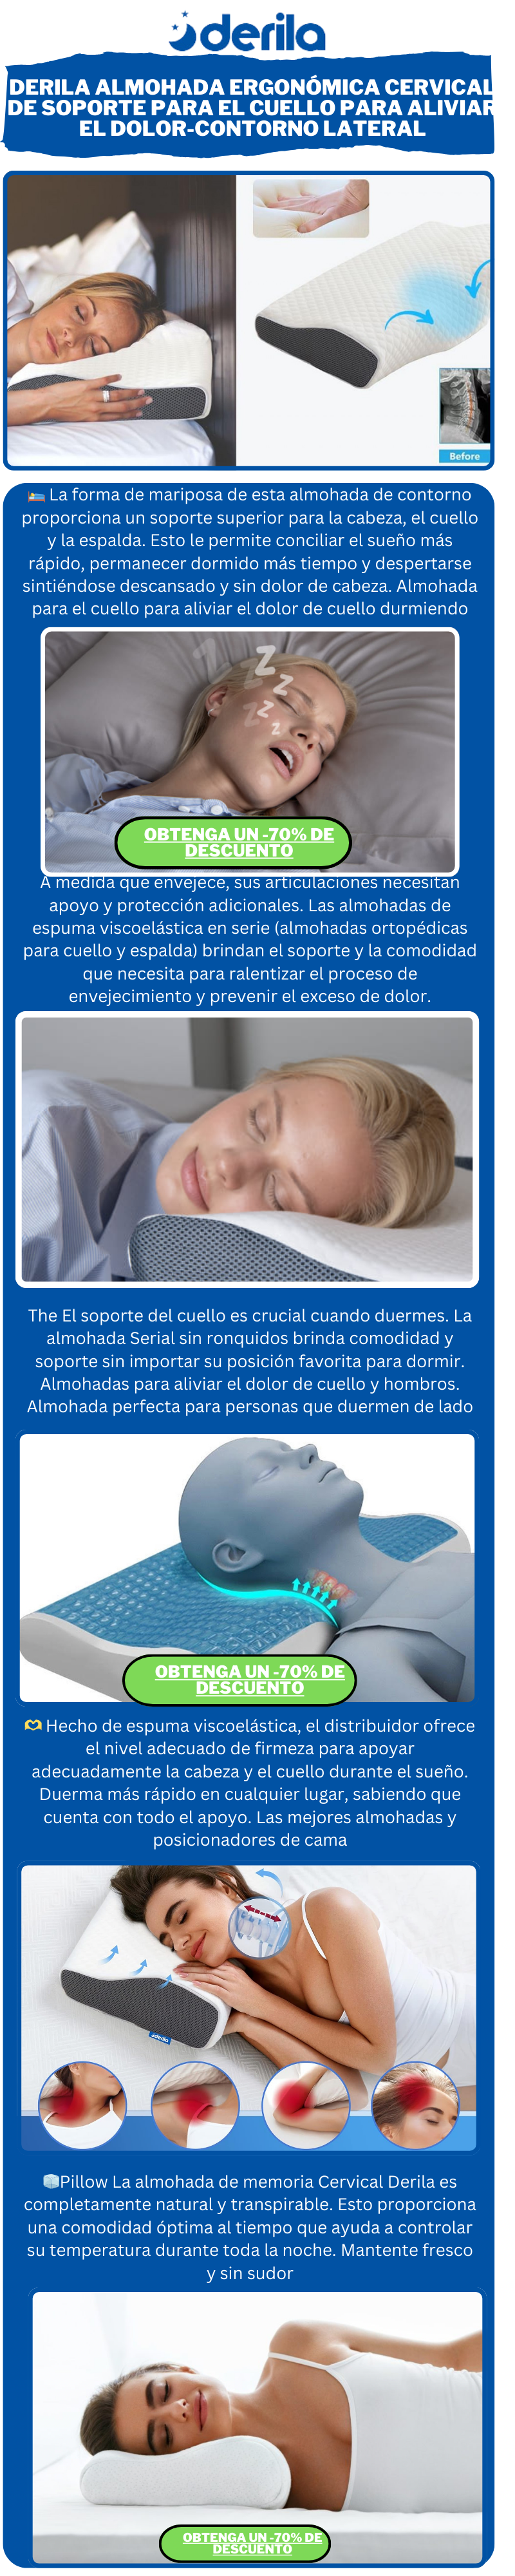 derila
DERILA ALMOHADA ERGONÓMICA CERVICAL
DE SOPORTE PARA EL CUELLO PARA ALIVIAR
EL DOLOR-CONTORNO LATERAL
Before
La forma de mariposa de esta almohada de contorno
proporciona un soporte superior para la cabeza, el cuello
y la espalda. Esto le permite conciliar el sueño más
rápido, permanecer dormido más tiempo y despertarse
sintiéndose descansado y sin dolor de cabeza. Almohada
para el cuello para aliviar el dolor de cuello durmiendo
Z
Z
Z
Z
Z
OBTENGA UN -70% DE
DESCUENTO
A medida que envejece, sus articulaciones necesitan
apoyo y protección adicionales. Las almohadas de
espuma viscoelástica en serie (almohadas ortopédicas
para cuello y espalda) brindan el soporte y la comodidad
que necesita para ralentizar el proceso de
envejecimiento y prevenir el exceso de dolor.
The El soporte del cuello es crucial cuando duermes. La
almohada Serial sin ronquidos brinda comodidad y
soporte sin importar su posición favorita para dormir.
Almohadas para aliviar el dolor de cuello y hombros.
Almohada perfecta para personas que duermen de lado
OBTENGA UN -70% DE
DESCUENTO
Hecho de espuma viscoelástica, el distribuidor ofrece
el nivel adecuado de firmeza para apoyar
adecuadamente la cabeza y el cuello durante el sueño.
Duerma más rápido en cualquier lugar, sabiendo que
cuenta con todo el apoyo. Las mejores almohadas y
posicionadores de cama
derila
Pillow La almohada de memoria Cervical Derila es
completamente natural y transpirable. Esto proporciona
una comodidad óptima al tiempo que ayuda a controlar
su temperatura durante toda la noche. Mantente fresco
y sin sudor
OBTENGA UN -70% DE
DESCUENTO